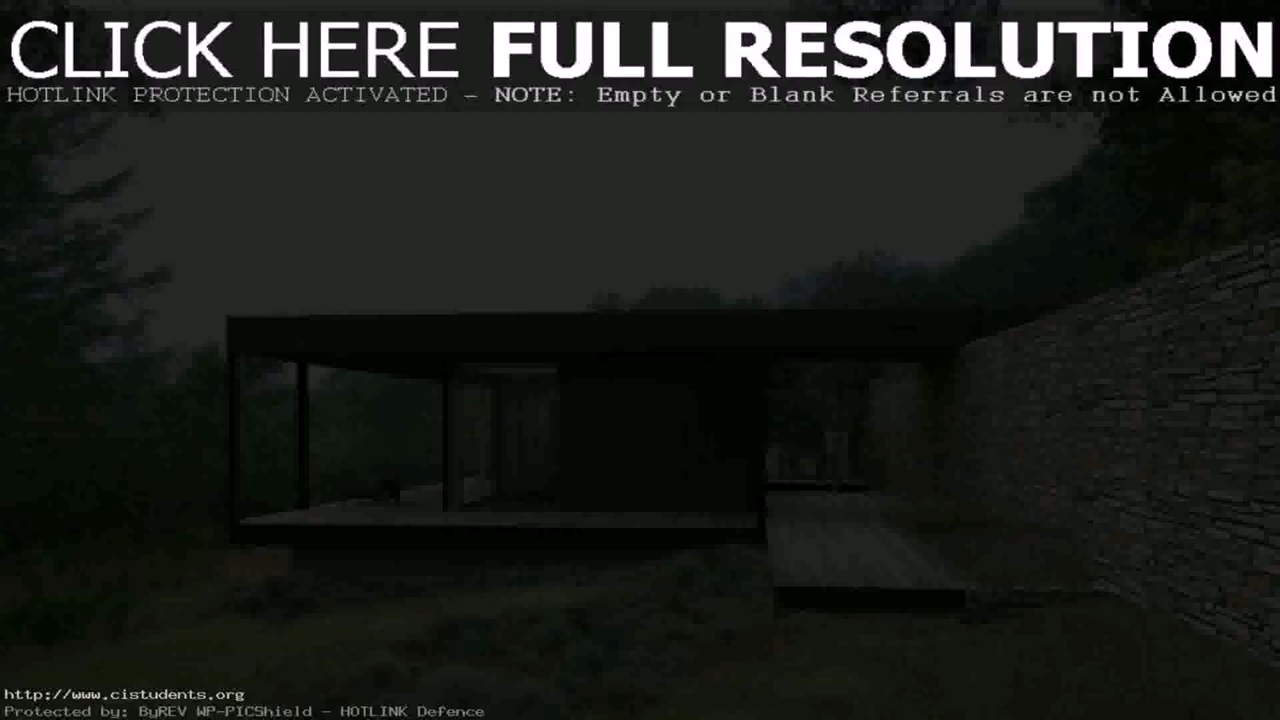 CLICK HERE FULL RESOLUTION
HOTLINK PROTECTION ACTIVATED - NOTE: Empty or Blank Referrals are not Allowed
http://www.cistudents.org
Protected by: ByREV WP-PICShield - HOTLINK Defence